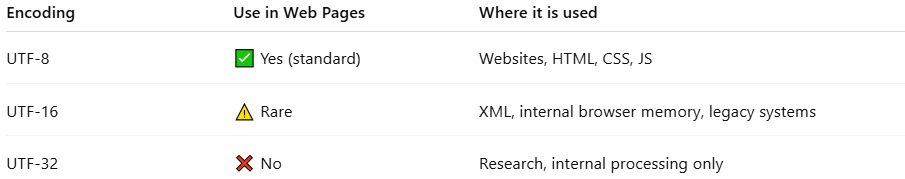 Encoding Use in Web Pages Where it is used
UTF-8 ✅ Yes (standard) Websites, HTML, CSS, JS
UTF-16 ⚠️ Rare XML, internal browser memory, legacy systems
UTF-32 ❌ No Research, internal processing only